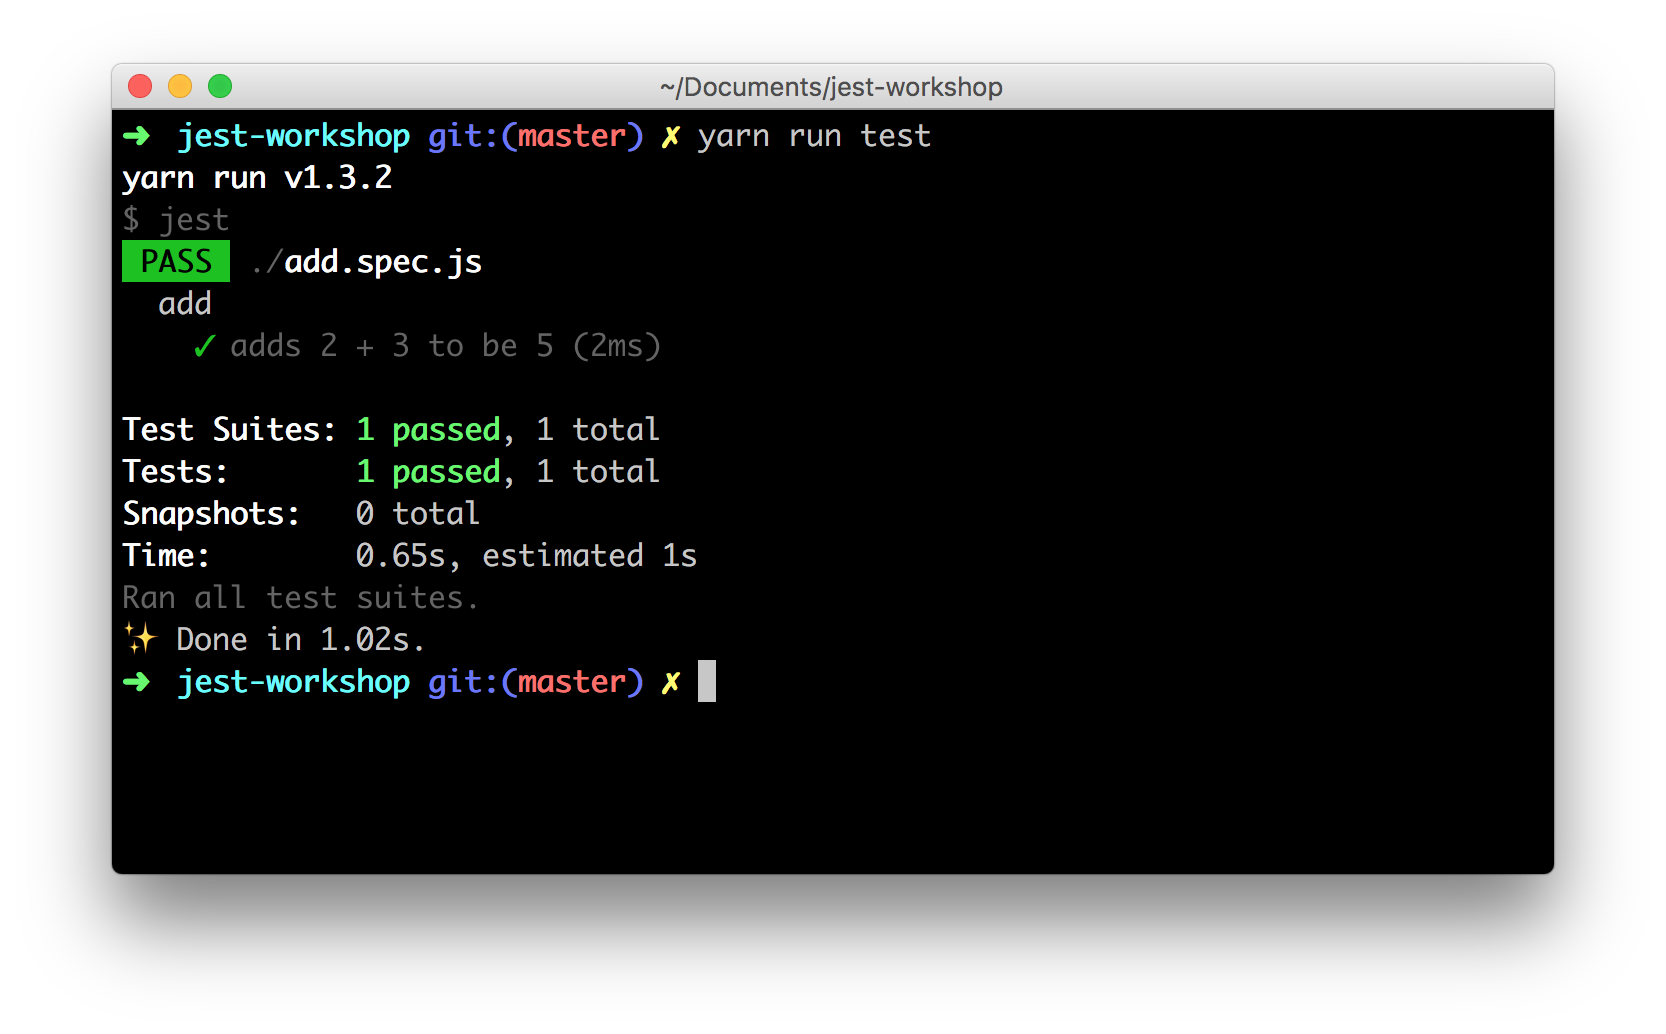 ~/Documents/jest-workshop
➜ jest-workshop git:(master) ✗ yarn run test
yarn run v1.3.2
$ jest
PASS ./add.spec.js
add
✓ adds 2 + 3 to be 5 (2ms)
Test Suites: 1 passed, 1 total
Tests: 1 passed, 1 total
Snapshots: 0 total
Time: 0.65s, estimated 1s
Ran all test suites.
✨ Done in 1.02s.
➜ jest-workshop git:(master) ✗